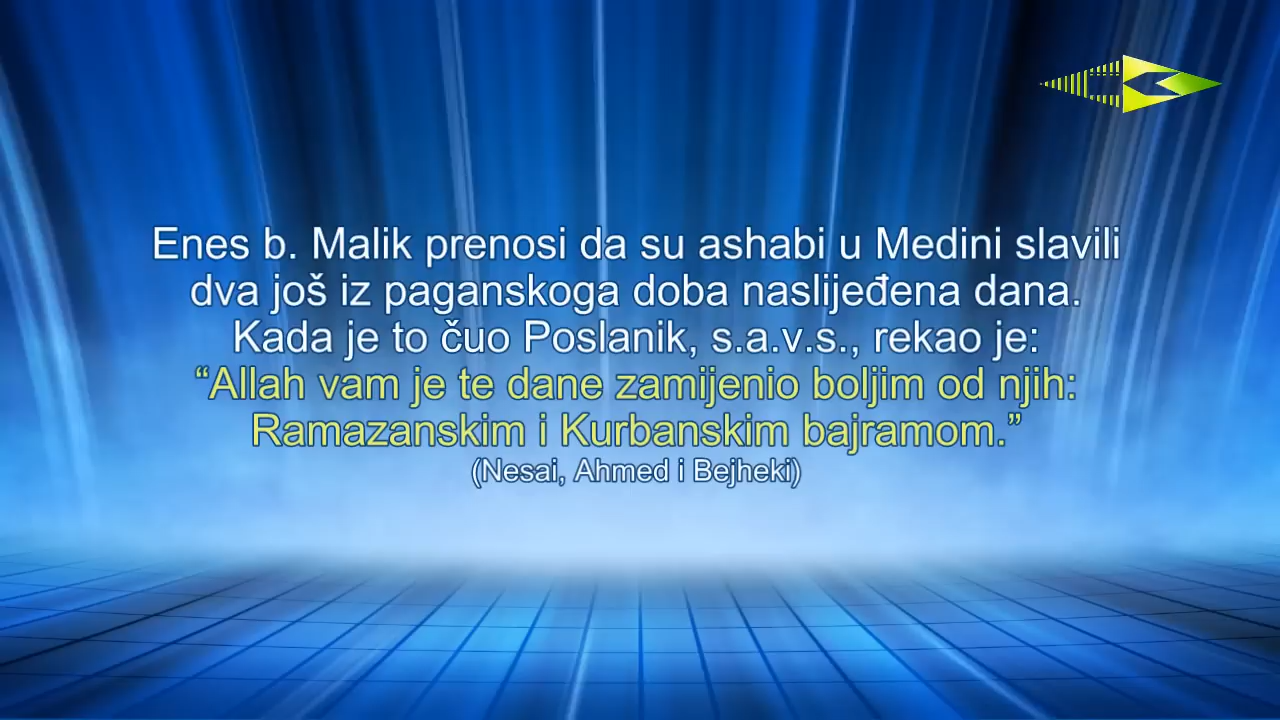 Enes b. Malik prenosi da su ashabi u Medini slavili
dva još iz paganskoga doba naslijeđena dana.
Kada je to čuo Poslanik, s.a.v.s., rekao je:
“Allah vam je te dane zamijenio boljim od njih:
Ramazanskim i Kurbanskim bajramom.”
(Nesai, Ahmed i Bejheki)